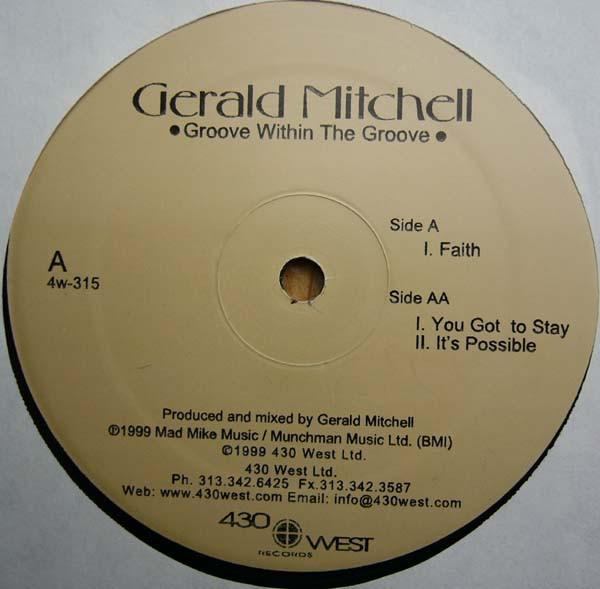 Gerald Mitchell
•Groove Within The Groove•
Side A
I. Faith
A
4w-315
Side AA
I. You Got to Stay
II. It's Possible
Produced and mixed by Gerald Mitchell
℗1999 Mad Mike Music / Munchman Music Ltd. (BMI)
©1999 430 West Ltd.
430 West Ltd.
Ph. 313.342.6425 Fx.313.342.3587
Web: www.430west.com Email: info@430west.com
430 WEST
RECORDS